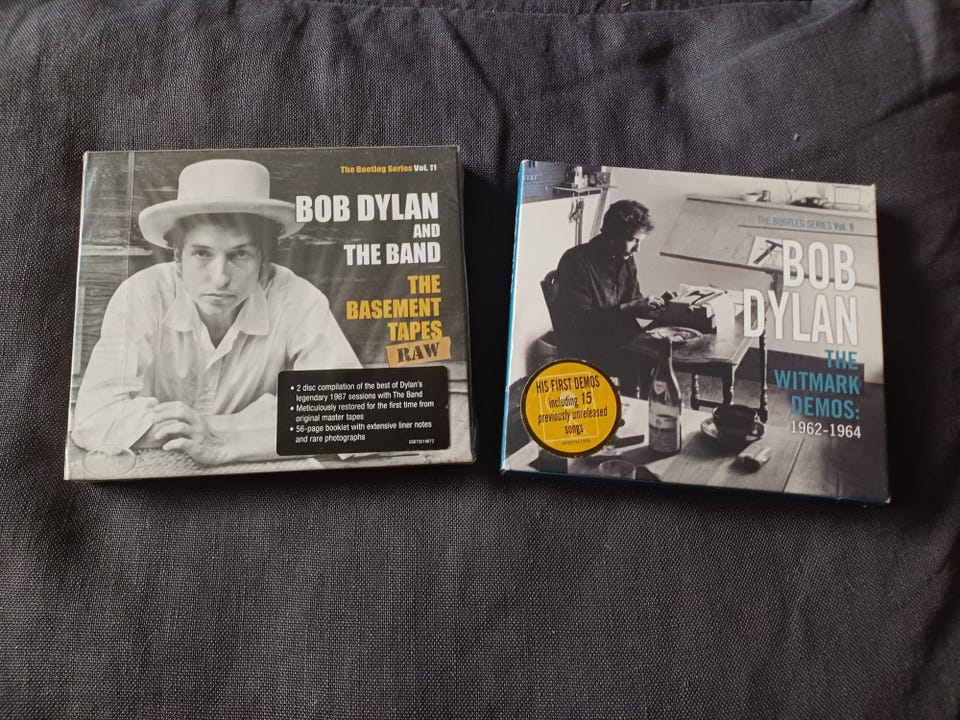 The Bootleg Series Vol. 11
BOB DYLAN
AND
THE BAND
THE
BASEMENT
TAPES
RAW
• 2 disc compilation of the best of Dylan's
legendary 1967 sessions with The Band
• Meticulously restored for the first time from
original master tapes
• 56-page booklet with extensive liner notes
and rare photographs
THE BOOTLEG SERIES Vol. 9
BOB
DYLAN
THE
WITMARK
DEMOS:
1962-1964
HIS FIRST DEMOS
including 15
previously unreleased
songs